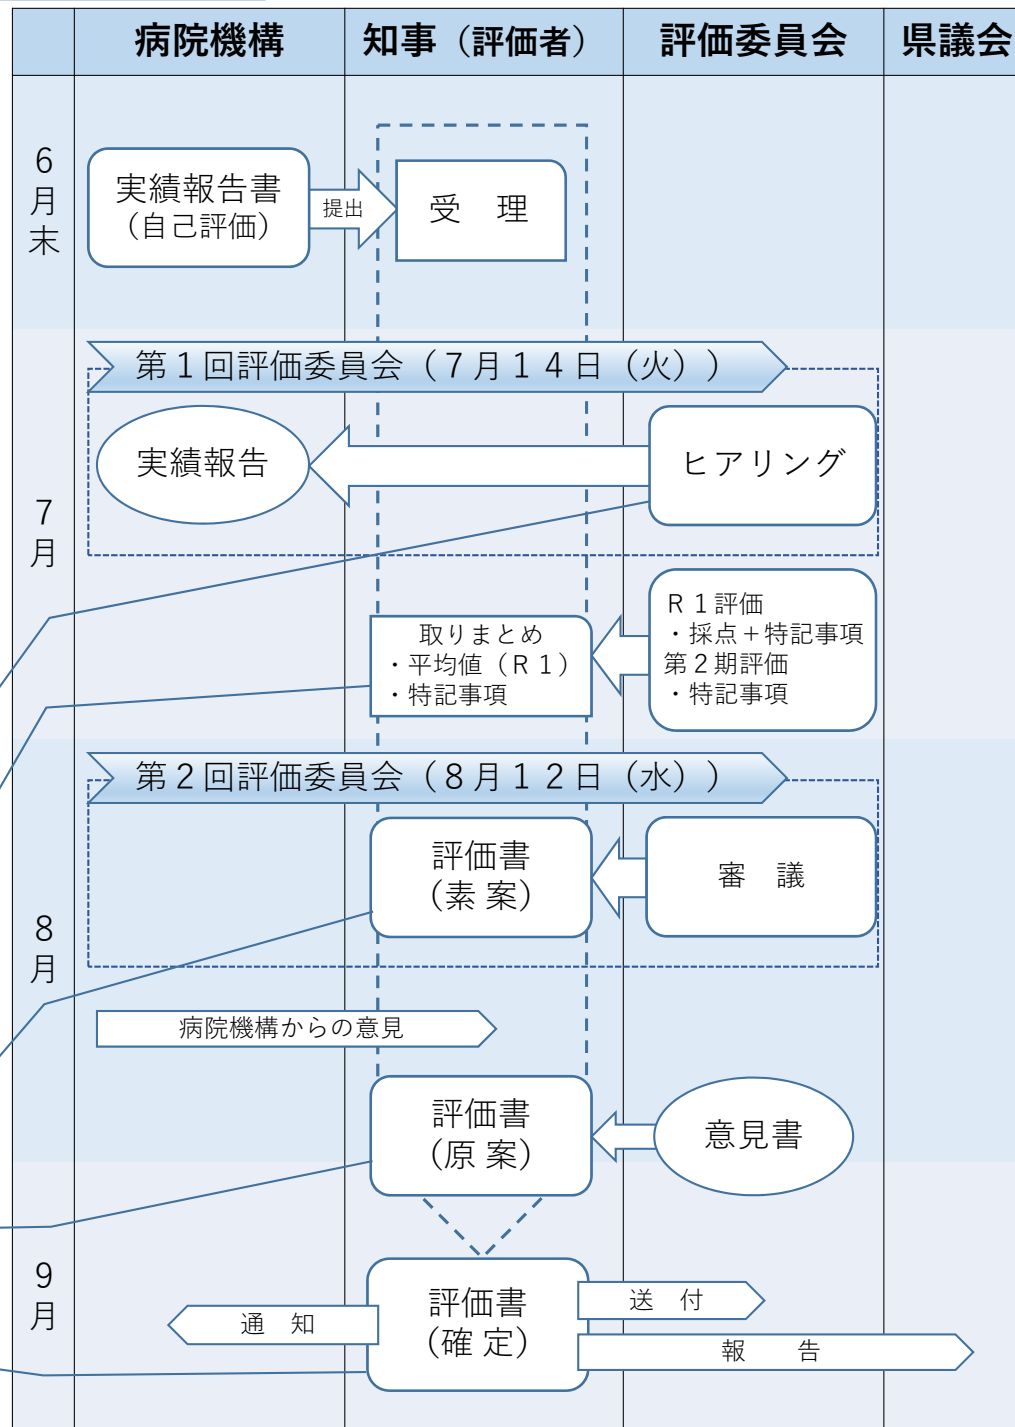 病院機構
知事（評価者）
評価委員会
県議会
6月末
実績報告書
（自己評価）
提出
受　理
7月
第１回評価委員会（７月１４日（火））
実績報告
ヒアリング
Ｒ１評価
・採点＋特記事項
第２期評価
・特記事項
取りまとめ
・平均値（Ｒ１）
・特記事項
8月
第２回評価委員会（８月１２日（水））
評価書
（素 案）
審　議
病院機構からの意見
評価書
（原 案）
意見書
9月
評価書
（確 定）
通　知
送　付
報　　告